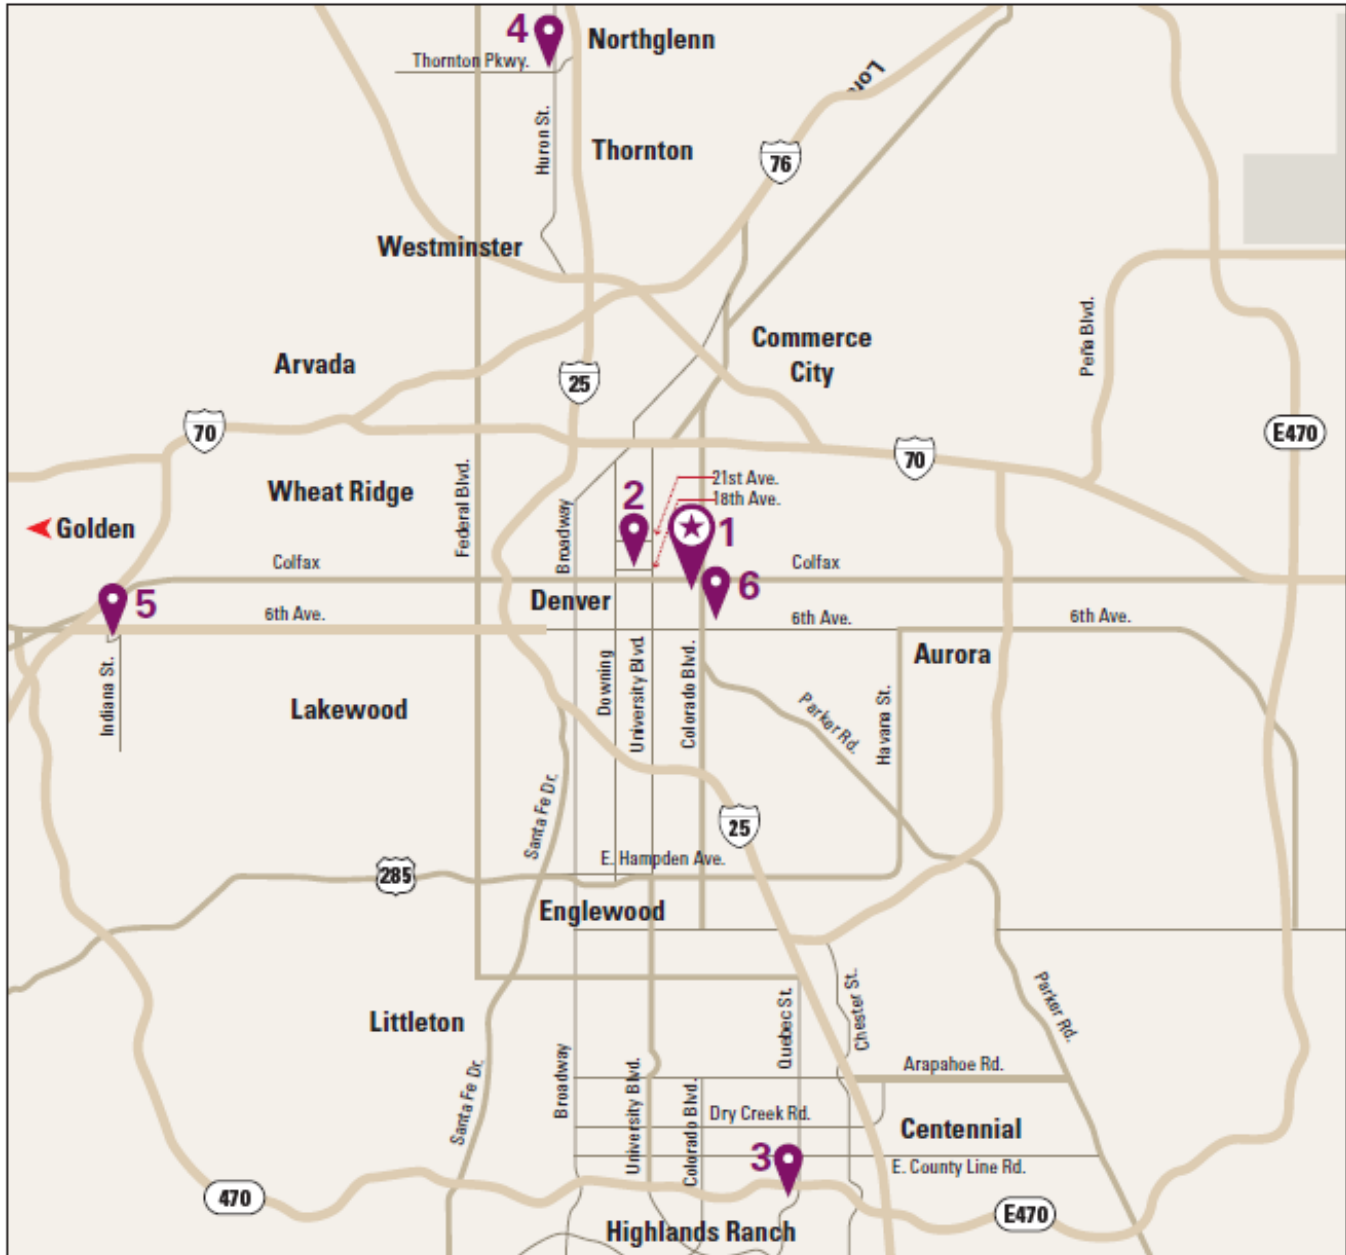 4
Northglenn
Thornton Pkwy.
Huron St.
Thornton
76
Westminster
Peña Blvd.
Commerce
City
Arvada
25
70
E470
70
Wheat Ridge
Federal Blvd.
21st Ave.
18th Ave.
2
Broadway
1
Golden
Colfax
Colfax
5
Denver
6
6th Ave.
6th Ave.
6th Ave.
Indiana St.
Downing
University Blvd.
Colorado Blvd.
Aurora
Havana St.
Lakewood
Parker Rd.
Santa Fe Dr.
25
E. Hampden Ave.
285
Englewood
Littleton
Quebec St.
Chester St.
Parker Rd.
Santa Fe Dr.
Broadway
University Blvd.
Colorado Blvd.
Arapahoe Rd.
Dry Creek Rd.
Centennial
3
E. County Line Rd.
470
E470
Highlands Ranch